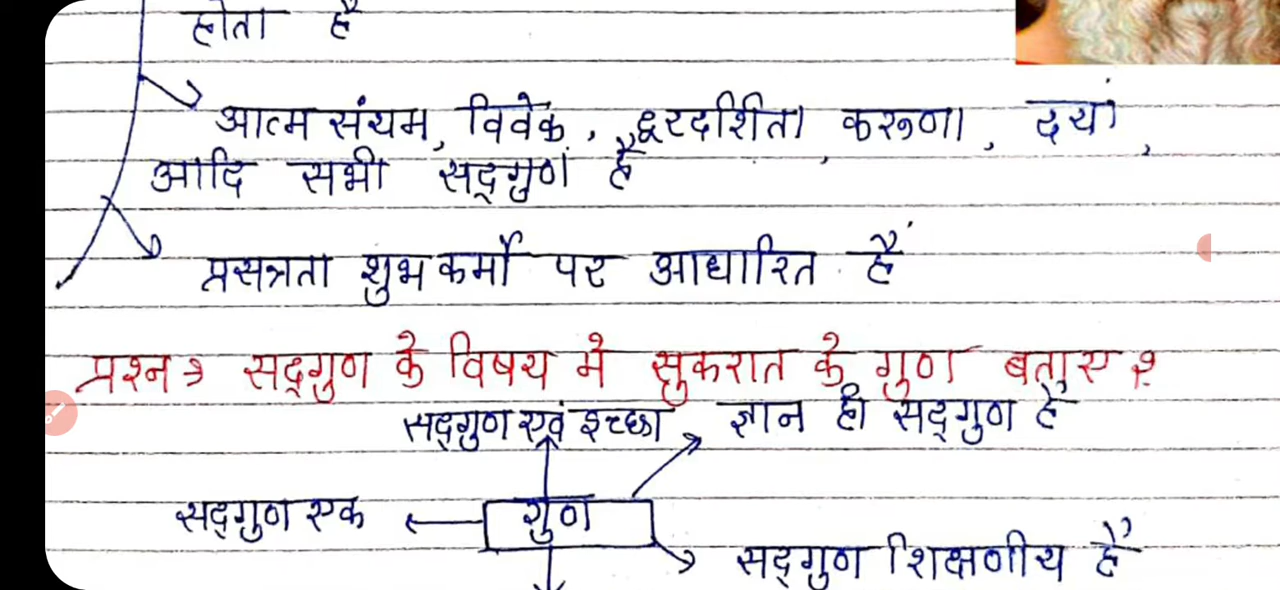 होता है
आत्म संयम, विवेक, दूरदर्शिता, करूणा, दया,
आदि सभी सद्गुण हैं
प्रसन्नता शुभ कर्मों पर आधारित है
प्रश्न → सद्गुण के विषय मे सुकरात के गुण बताए ?
सद्गुण एवं इच्छा
ज्ञान ही सद्गुण है
सद्गुण एक
गुण
सद्गुण शिक्षणीय है